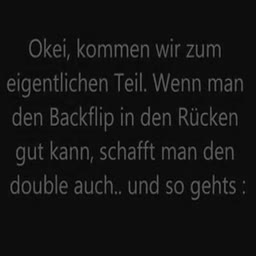 Okei, kommen wir zum
eigentlichen Teil. Wenn man
den Backflip in den Rücken
gut kann, schafft man den
double auch.. und so gehts :